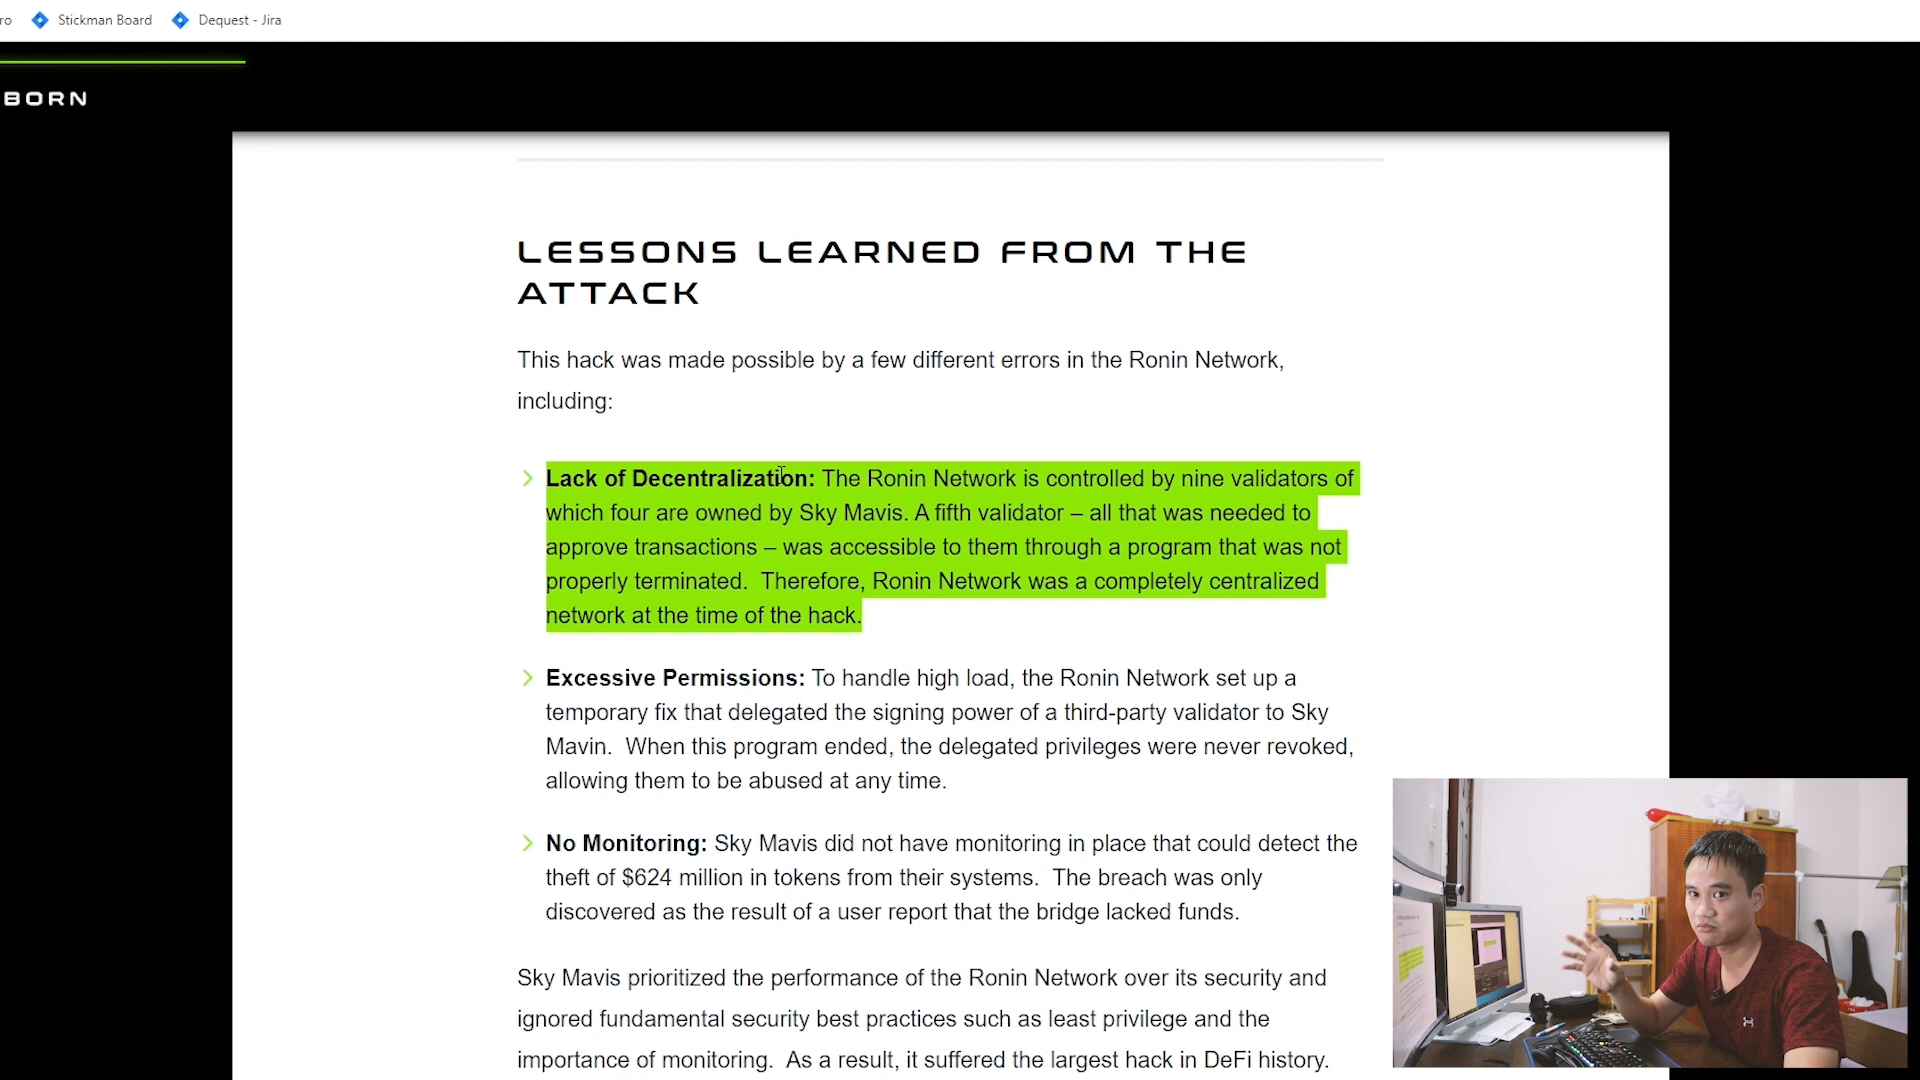 ro Stickman Board Dequest - Jira
BORN
LESSONS LEARNED FROM THE
ATTACK
This hack was made possible by a few different errors in the Ronin Network,
including:
Lack of Decentralization: The Ronin Network is controlled by nine validators of
which four are owned by Sky Mavis. A fifth validator – all that was needed to
approve transactions – was accessible to them through a program that was not
properly terminated.  Therefore, Ronin Network was a completely centralized
network at the time of the hack.
Excessive Permissions: To handle high load, the Ronin Network set up a
temporary fix that delegated the signing power of a third-party validator to Sky
Mavin.  When this program ended, the delegated privileges were never revoked,
allowing them to be abused at any time.
No Monitoring: Sky Mavis did not have monitoring in place that could detect the
theft of $624 million in tokens from their systems.  The breach was only
discovered as the result of a user report that the bridge lacked funds.
Sky Mavis prioritized the performance of the Ronin Network over its security and
ignored fundamental security best practices such as least privilege and the
importance of monitoring.  As a result, it suffered the largest hack in DeFi history.